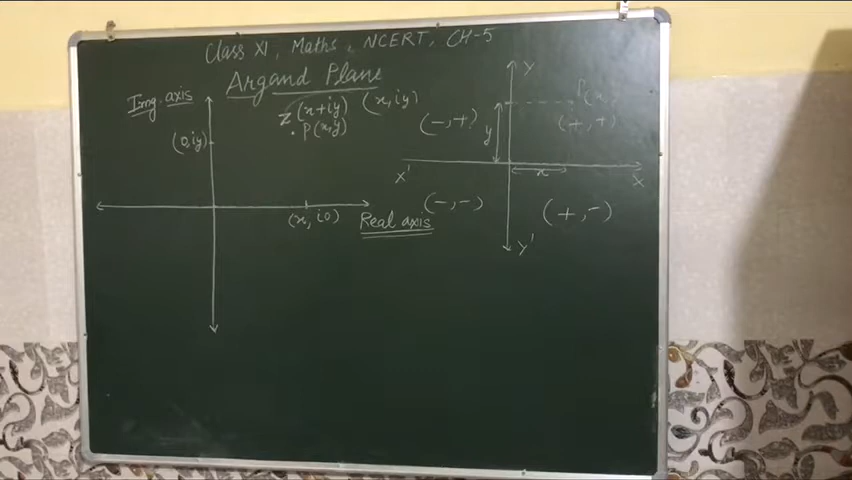 Class XI, Maths, NCERT, CH-5
Argand Plane
Img. axis
z(x+iy) (x,iy)
.P(x,y)
(0,iy)
(x,i0)
Real axis
Y
P(x,
(-,+)
(+,+)
y
x
X'
X
(-,-)
(+,-)
Y'